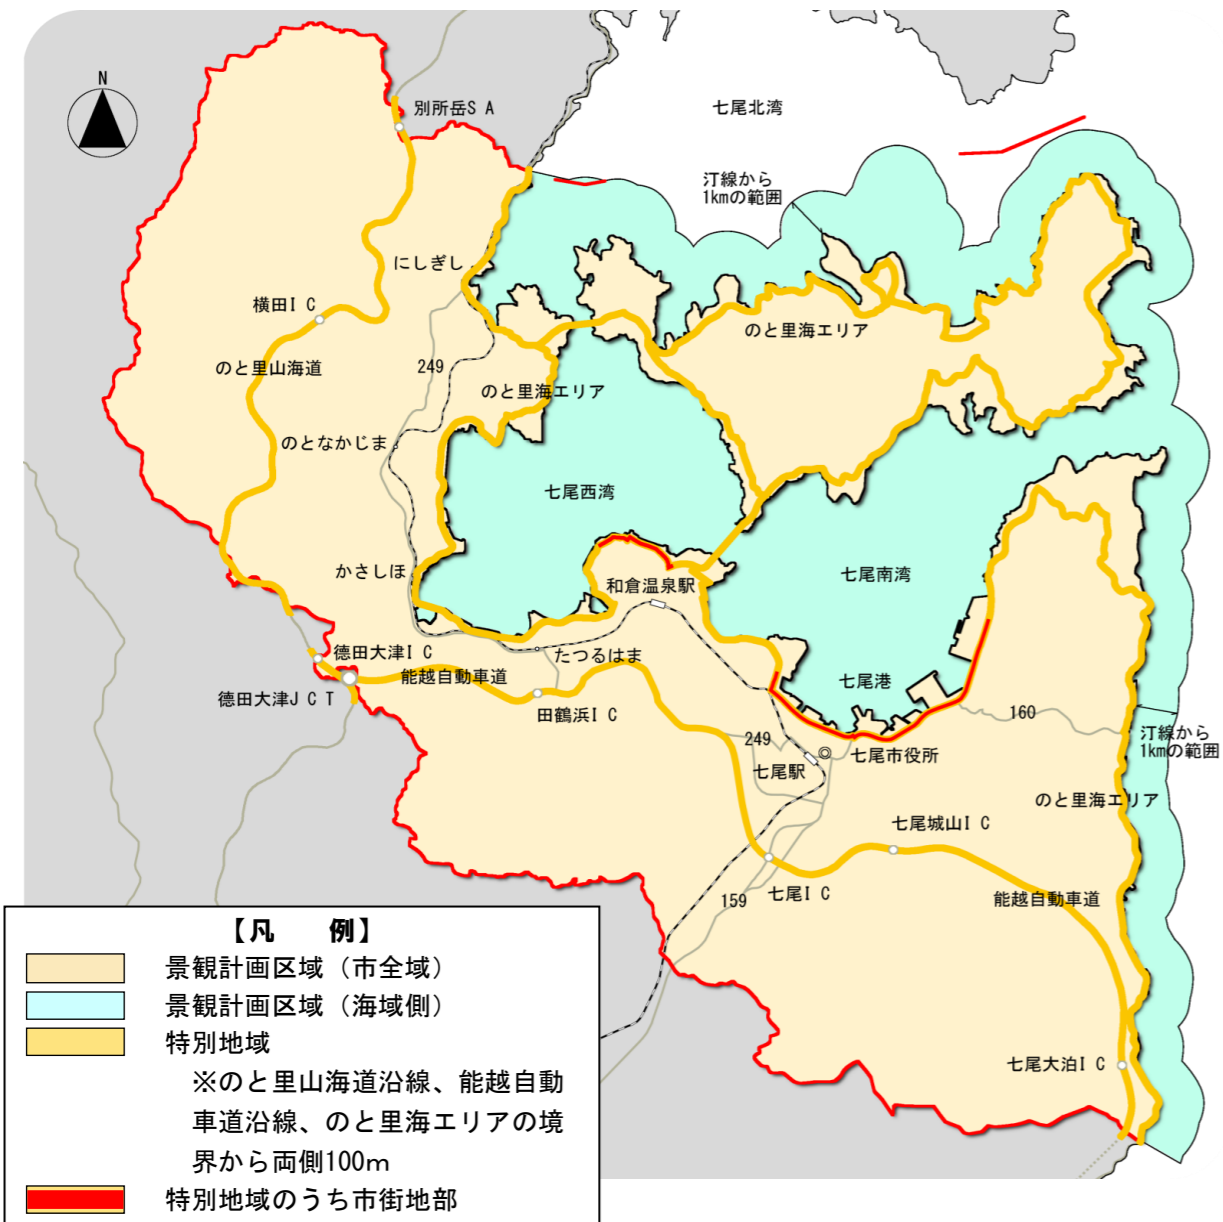 N
別所岳SA
七尾北湾
汀線から
1kmの範囲
にしぎし
横田IC
のと里海エリア
のと里山海道
249
のと里海エリア
のとなかじま
七尾西湾
かさしほ
和倉温泉駅
七尾南湾
徳田大津IC
たつるはま
能越自動車道
徳田大津JCT
田鶴浜IC
七尾港
160
249
汀線から
1kmの範囲
七尾駅
七尾市役所
のと里海エリア
七尾城山IC
七尾IC
159
能越自動車道
七尾大泊IC
【凡 例】
景観計画区域（市全域）
景観計画区域（海域側）
特別地域
※のと里山海道沿線、能越自動
車道沿線、のと里海エリアの境
界から両側100m
特別地域のうち市街地部